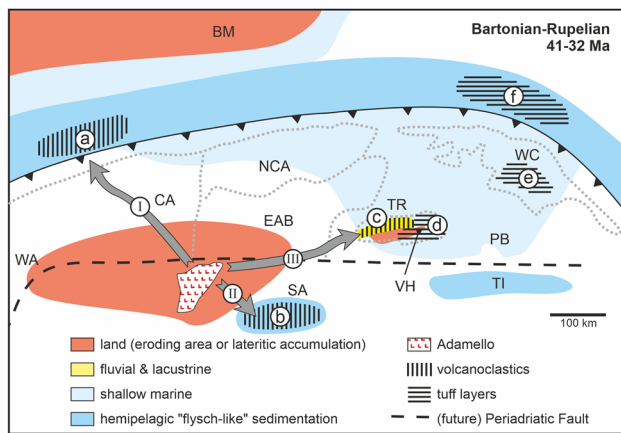 BM
Bartonian-Rupelian
41-32 Ma
f
a
WC
NCA
e
I
CA
TR
EAB
c
d
WA
III
PB
II
SA
VH
TI
b
100 km
land (eroding area or lateritic accumulation)
Adamello
fluvial & lacustrine
volcanoclastics
shallow marine
tuff layers
hemipelagic "flysch-like" sedimentation
(future) Periadriatic Fault